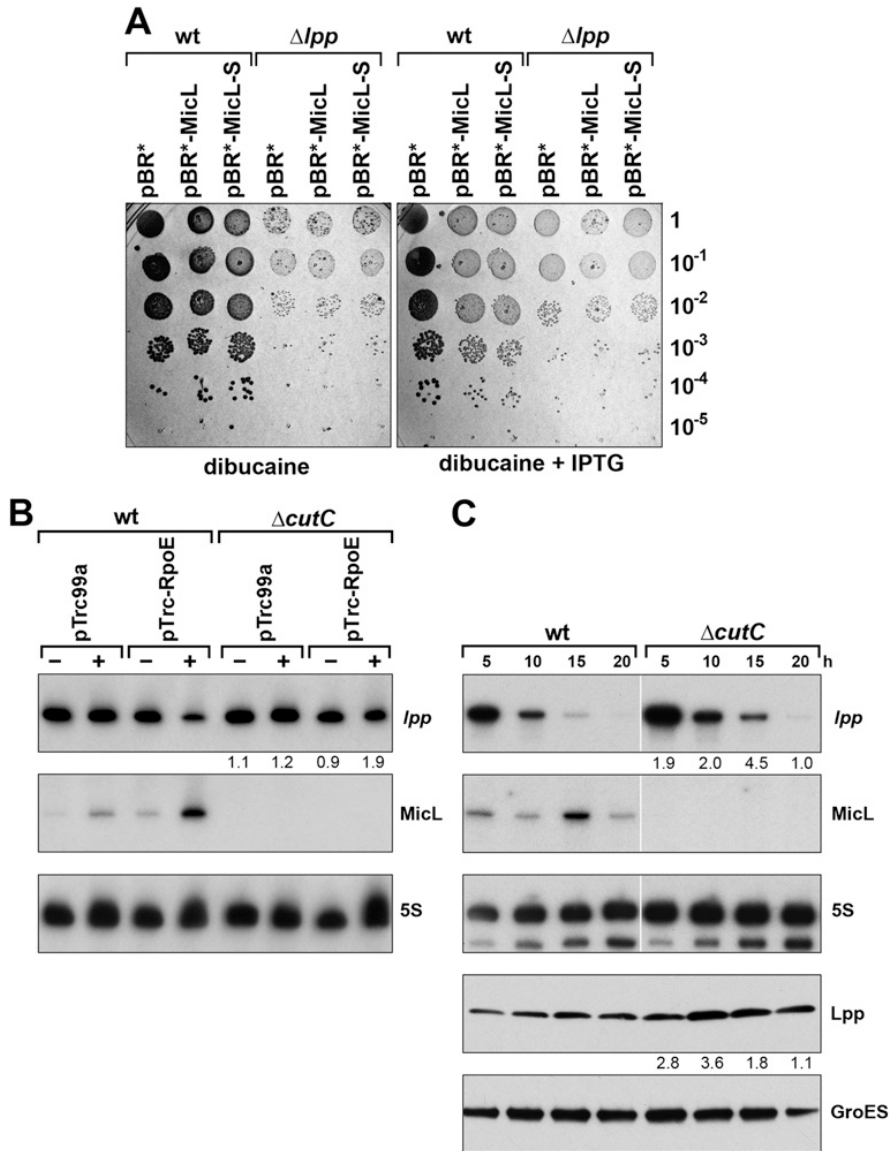 A
wt Δlpp wt Δlpp
pBR* pBR*-MicL pBR*-MicL-S pBR* pBR*-MicL pBR*-MicL-S pBR* pBR*-MicL pBR*-MicL-S pBR* pBR*-MicL pBR*-MicL-S
1
10-1
10-2
10-3
10-4
10-5
dibucaine dibucaine + IPTG
B
wt ΔcutC
pTrc99a pTrc-RpoE pTrc99a pTrc-RpoE
– + – + – + – +
lpp
1.1 1.2 0.9 1.9
MicL
5S
C
wt ΔcutC
5 10 15 20 5 10 15 20 h
lpp
1.9 2.0 4.5 1.0
MicL
5S
Lpp
2.8 3.6 1.8 1.1
GroES